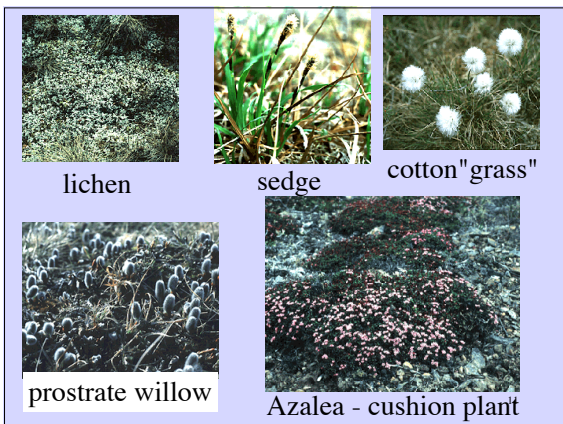 lichen
sedge
cotton"grass"
prostrate willow
Azalea - cushion plant